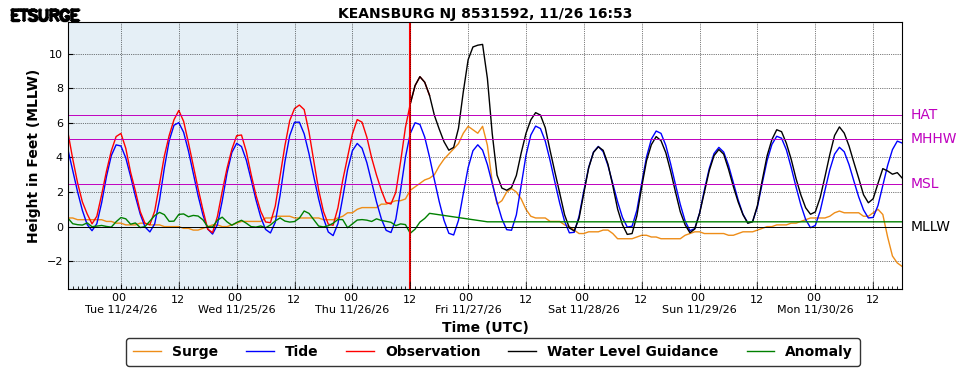 ETSURGE
KEANSBURG NJ 8531592, 11/26 16:53
Height in Feet (MLLW)
10
8
6
4
2
0
−2
HAT
MHHW
MSL
MLLW
00 12 00 12 00 12 00 12 00 12 00 12 00 12
Tue 11/24/26 Wed 11/25/26 Thu 11/26/26 Fri 11/27/26 Sat 11/28/26 Sun 11/29/26 Mon 11/30/26
Time (UTC)
Surge Tide Observation Water Level Guidance Anomaly